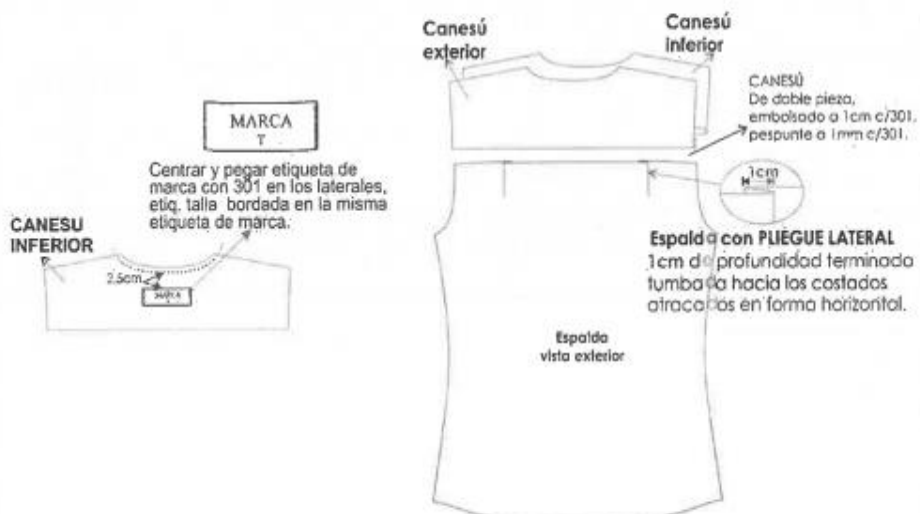 Canesú
exterior
Canesú
inferior
CANESÚ
De doble pieza,
embolsado a 1cm c/301.
pespunte a 1mm c/301.
MARCA
T
Centrar y pegar etiqueta de
marca con 301 en los laterales,
etiq. talla bordada en la misma
etiqueta de marca.
CANESU
INFERIOR
2.5cm
MARCA
1cm
Espalda con PLIEGUE LATERAL
1cm de profundidad terminada
tumbada hacia los costados
atracados en forma horizontal.
Espalda
vista exterior